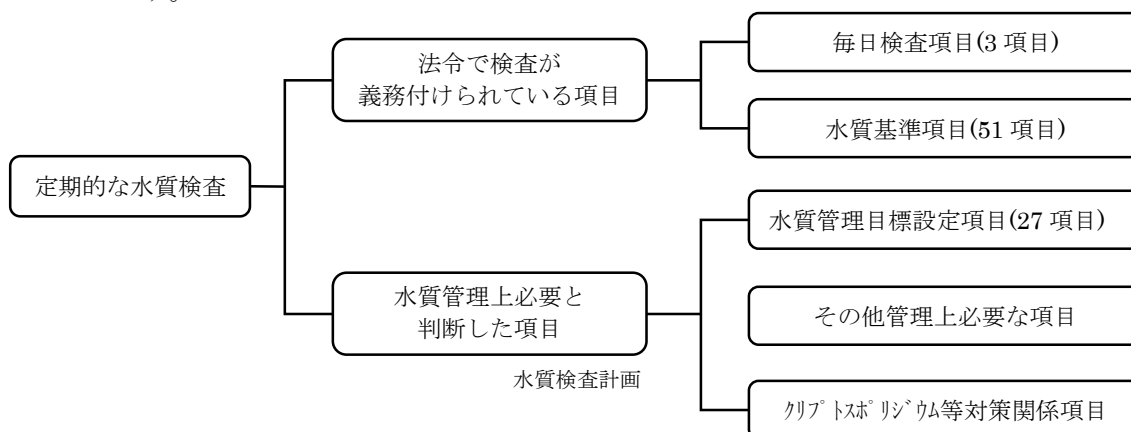 す。
法令で検査が
義務付けられている項目
毎日検査項目(3 項目)
水質基準項目(51 項目)
定期的な水質検査
水質管理上必要と
判断した項目
水質管理目標設定項目(27 項目)
その他管理上必要な項目
ｸﾘﾌﾟﾄｽﾎﾟﾘｼﾞｳﾑ等対策関係項目
水質検査計画